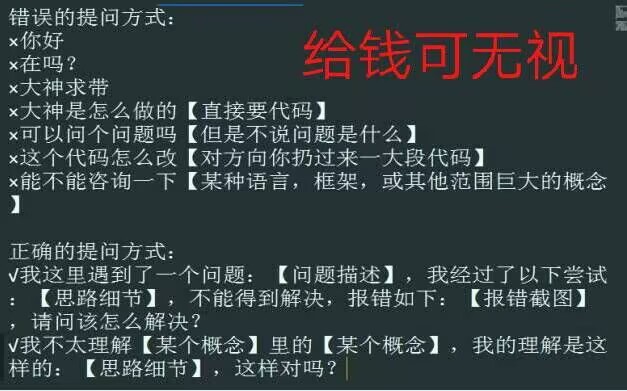 错误的提问方式：
给钱可无视
×你好
×在吗？
×大神求带
×大神是怎么做的【直接要代码】
×可以问个问题吗【但是不说问题是什么】
×这个代码怎么改【对方向你扔过来一大段代码】
×能不能咨询一下【某种语言，框架，或其他范围巨大的概念
】
正确的提问方式：
√我这里遇到了一个问题：【问题描述】，我经过了以下尝试
：【思路细节】，不能得到解决，报错如下：【报错截图】
，请问该怎么解决？
√我不太理解【某个概念】里的【某个概念】，我的理解是这
样的：【思路细节】，这样对吗？